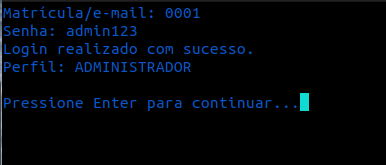 Matricula/e-mail: 0001
Senha: admin123
Login realizado com sucesso.
Perfil: ADMINISTRADOR
Pressione Enter para continuar...